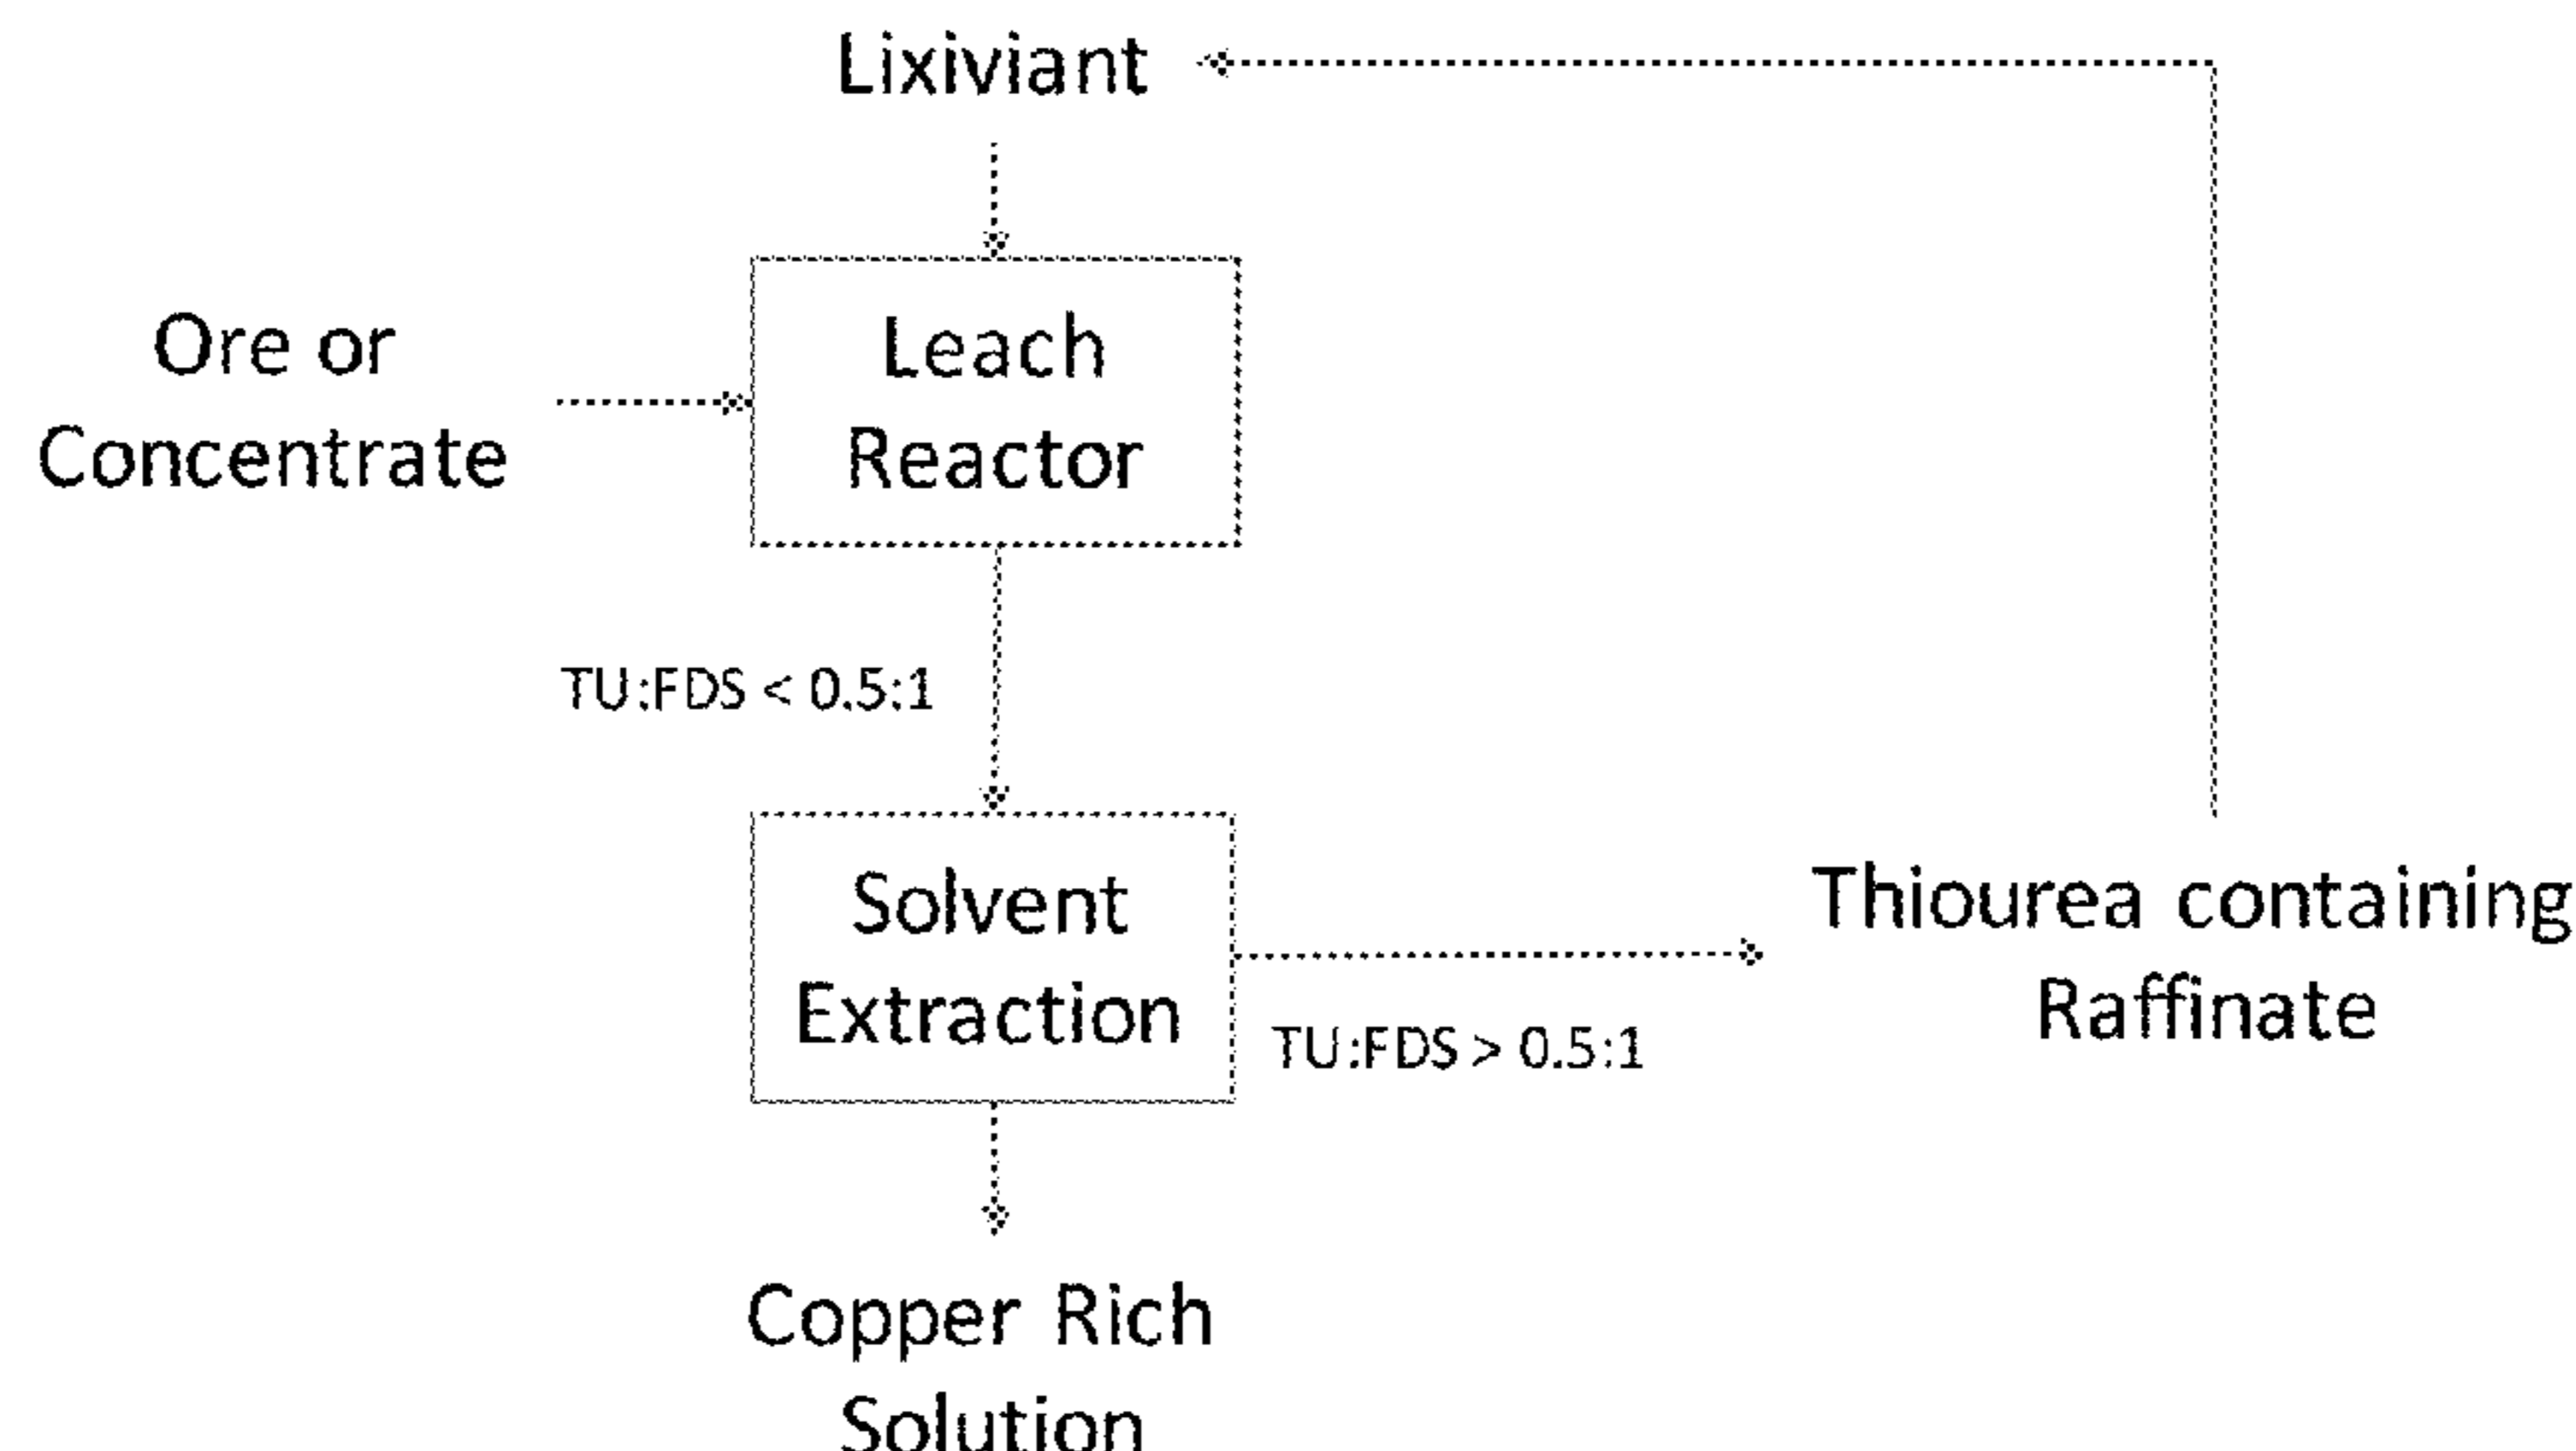 Lixiviant
Ore or
Concentrate
Leach
Reactor
TU:FDS < 0.5:1
Solvent
Extraction
TU:FDS > 0.5:1
Thiourea containing
Raffinate
Copper Rich
Solution